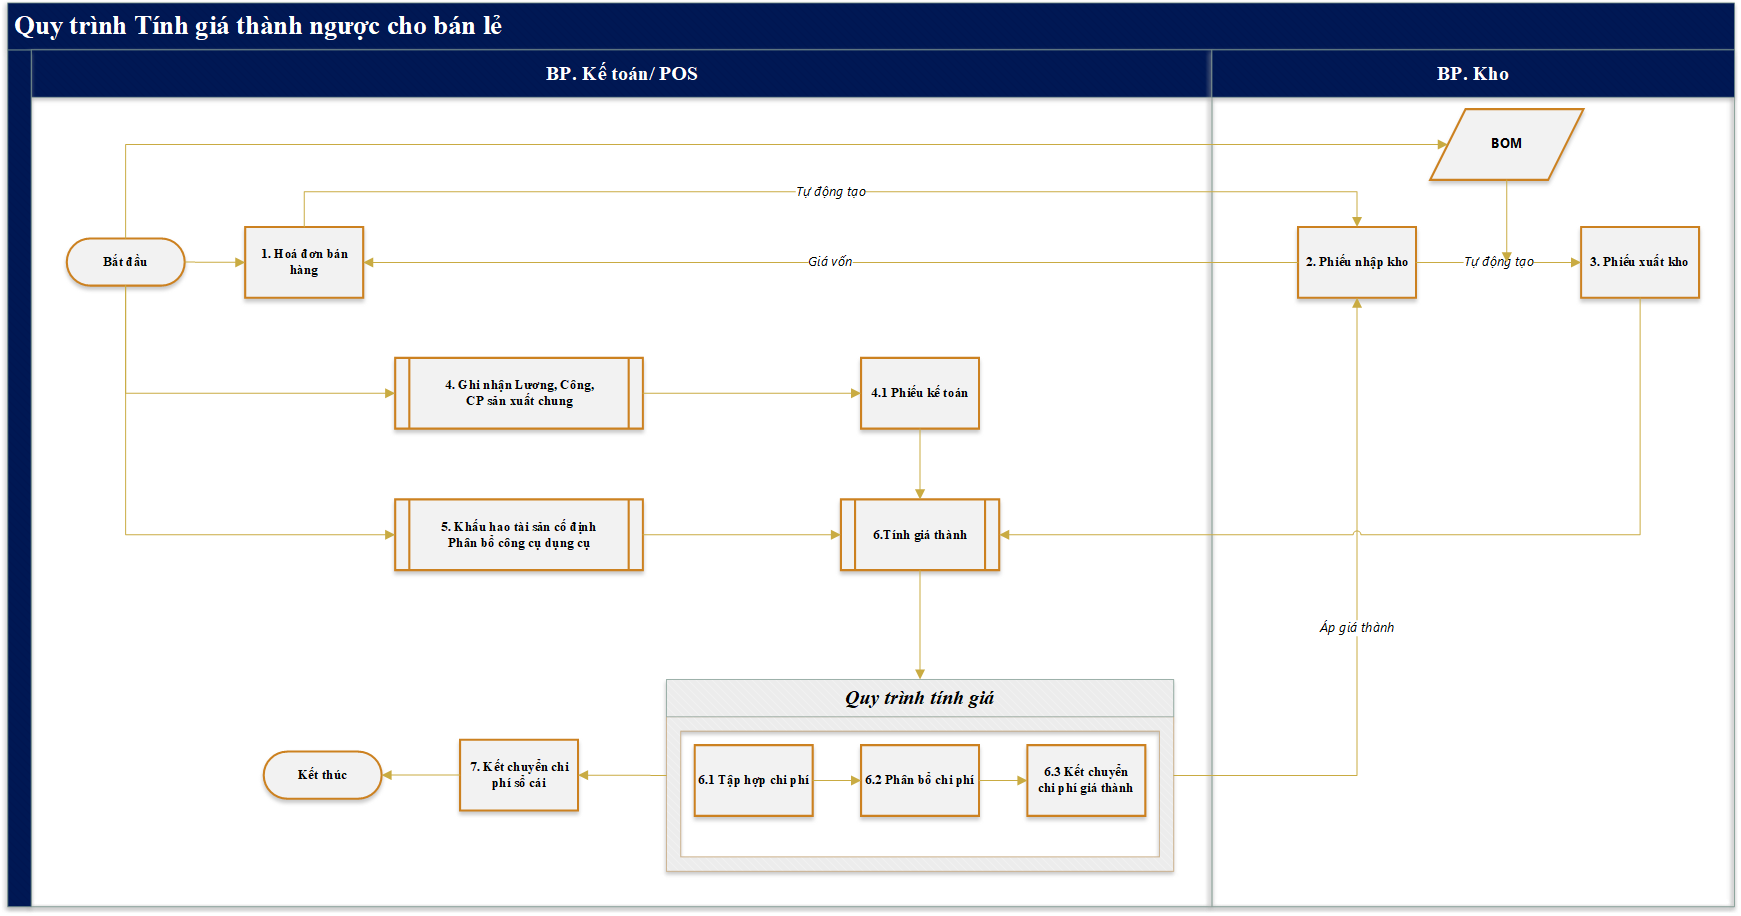 Quy trình Tính giá thành ngược cho bán lẻ
BP. Kế toán/ POS
BP. Kho
BOM
Tự động tạo
Bắt đầu
1. Hoá đơn bán
hàng
Giá vốn
2. Phiếu nhập kho
Tự động tạo
3. Phiếu xuất kho
4. Ghi nhận Lương, Công,
CP sản xuất chung
4.1 Phiếu kế toán
5. Khấu hao tài sản cố định
Phân bổ công cụ dụng cụ
6.Tính giá thành
Áp giá thành
Quy trình tính giá
Kết thúc
7. Kết chuyển chi
phí sổ cái
6.1 Tập hợp chi phí
6.2 Phân bổ chi phí
6.3 Kết chuyển
chi phí giá thành